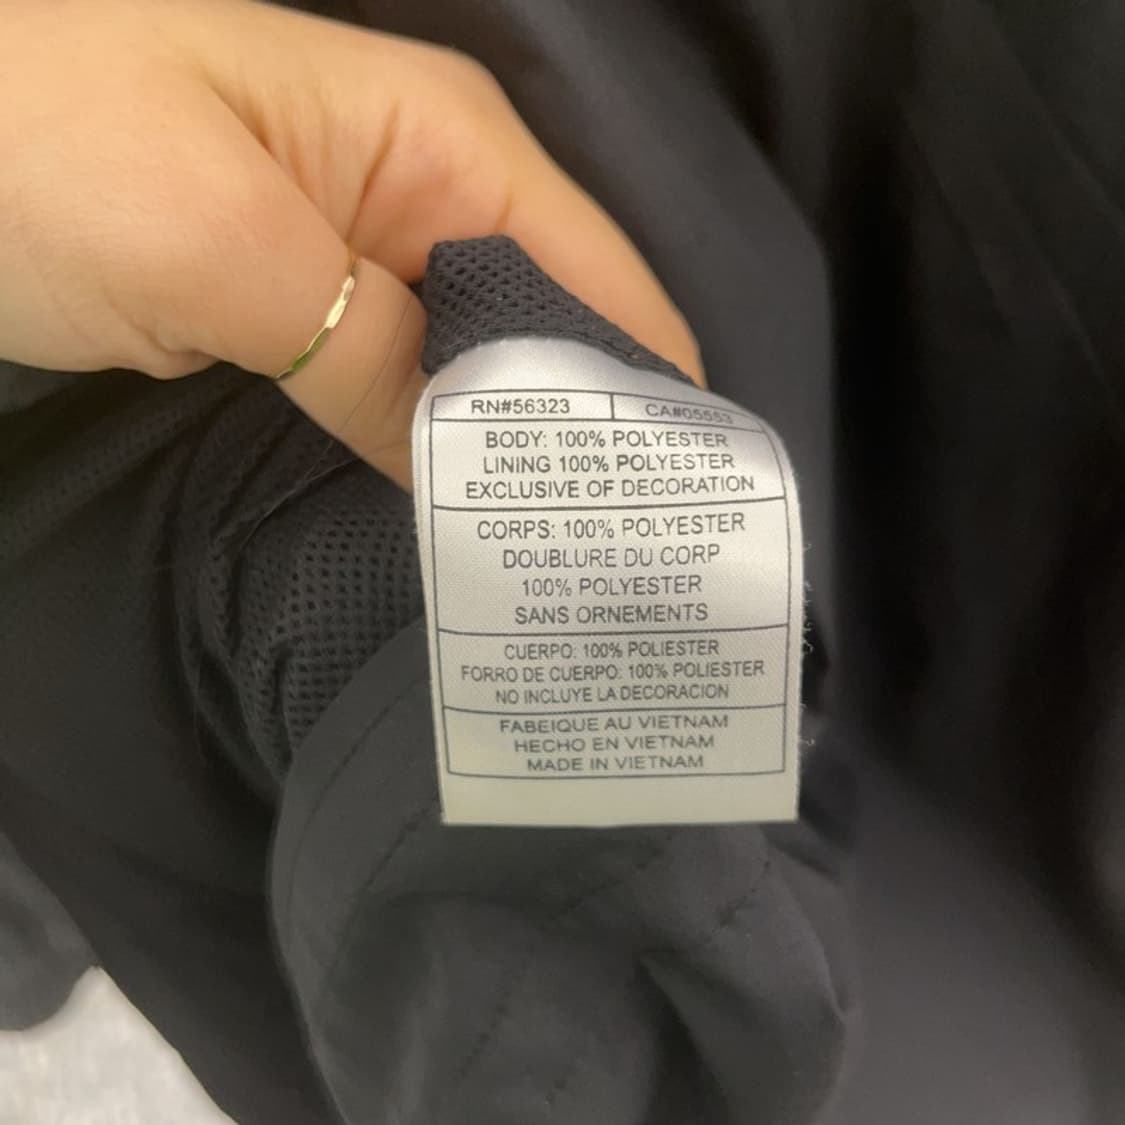 RN#56323 CA#05553
BODY: 100% POLYESTER
LINING 100% POLYESTER
EXCLUSIVE OF DECORATION
CORPS: 100% POLYESTER
DOUBLURE DU CORP
100% POLYESTER
SANS ORNEMENTS
CUERPO: 100% POLIESTER
FORRO DE CUERPO: 100% POLIESTER
NO INCLUYE LA DECORACION
FABEIQUE AU VIETNAM
HECHO EN VIETNAM
MADE IN VIETNAM